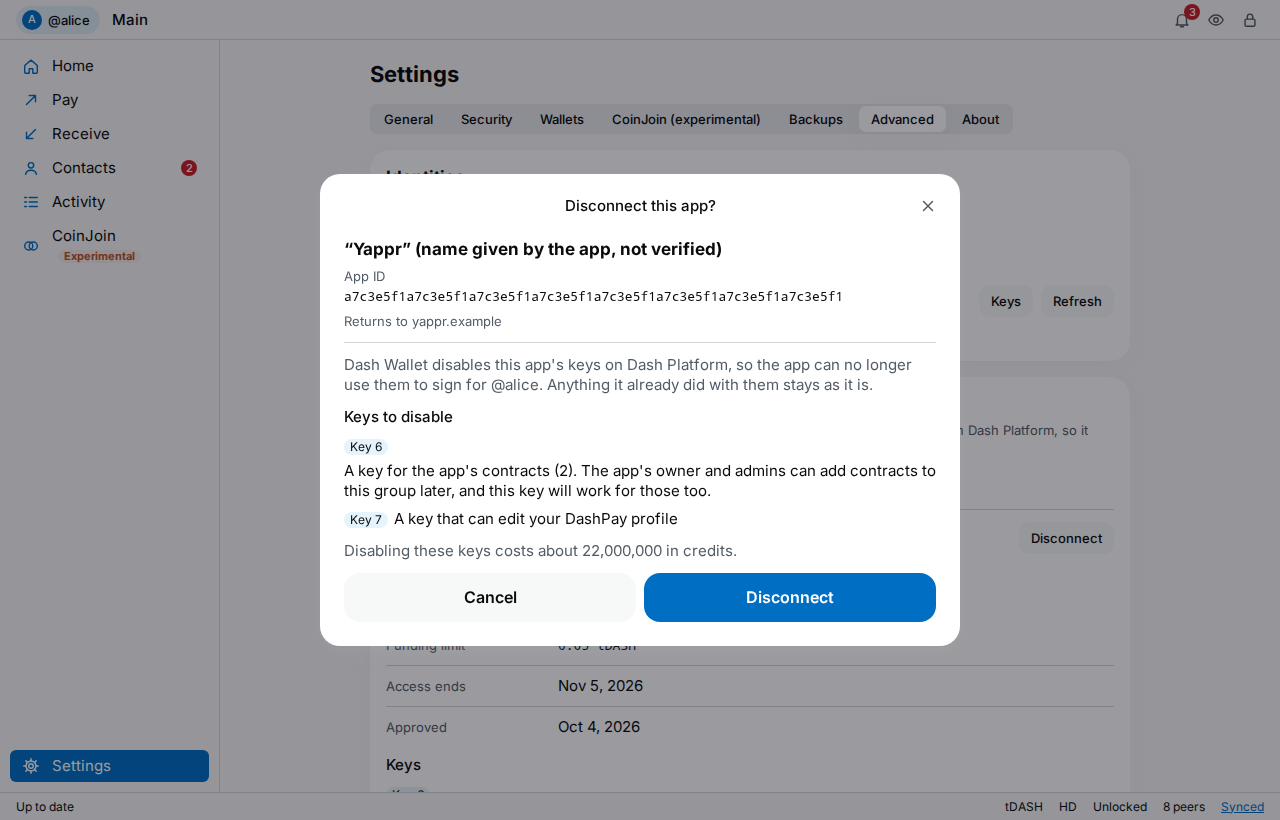 A @alice Main 3
Home
Pay
Receive
Contacts 2
Activity
CoinJoin
Experimental
Settings
Settings
General Security Wallets CoinJoin (experimental) Backups Advanced About
Disconnect this app?
“Yappr” (name given by the app, not verified)
App ID
a7c3e5f1a7c3e5f1a7c3e5f1a7c3e5f1a7c3e5f1a7c3e5f1a7c3e5f1a7c3e5f1
Returns to yappr.example
Keys Refresh
Dash Wallet disables this app's keys on Dash Platform, so the app can no longer
use them to sign for @alice. Anything it already did with them stays as it is.
Keys to disable
Key 6
A key for the app's contracts (2). The app's owner and admins can add contracts to
this group later, and this key will work for those too.
Key 7 A key that can edit your DashPay profile
Disabling these keys costs about 22,000,000 in credits.
Cancel Disconnect
Dash Platform, so it
Disconnect
Funding limit
Access ends Nov 5, 2026
Approved Oct 4, 2026
Keys
Up to date tDASH HD Unlocked 8 peers Synced